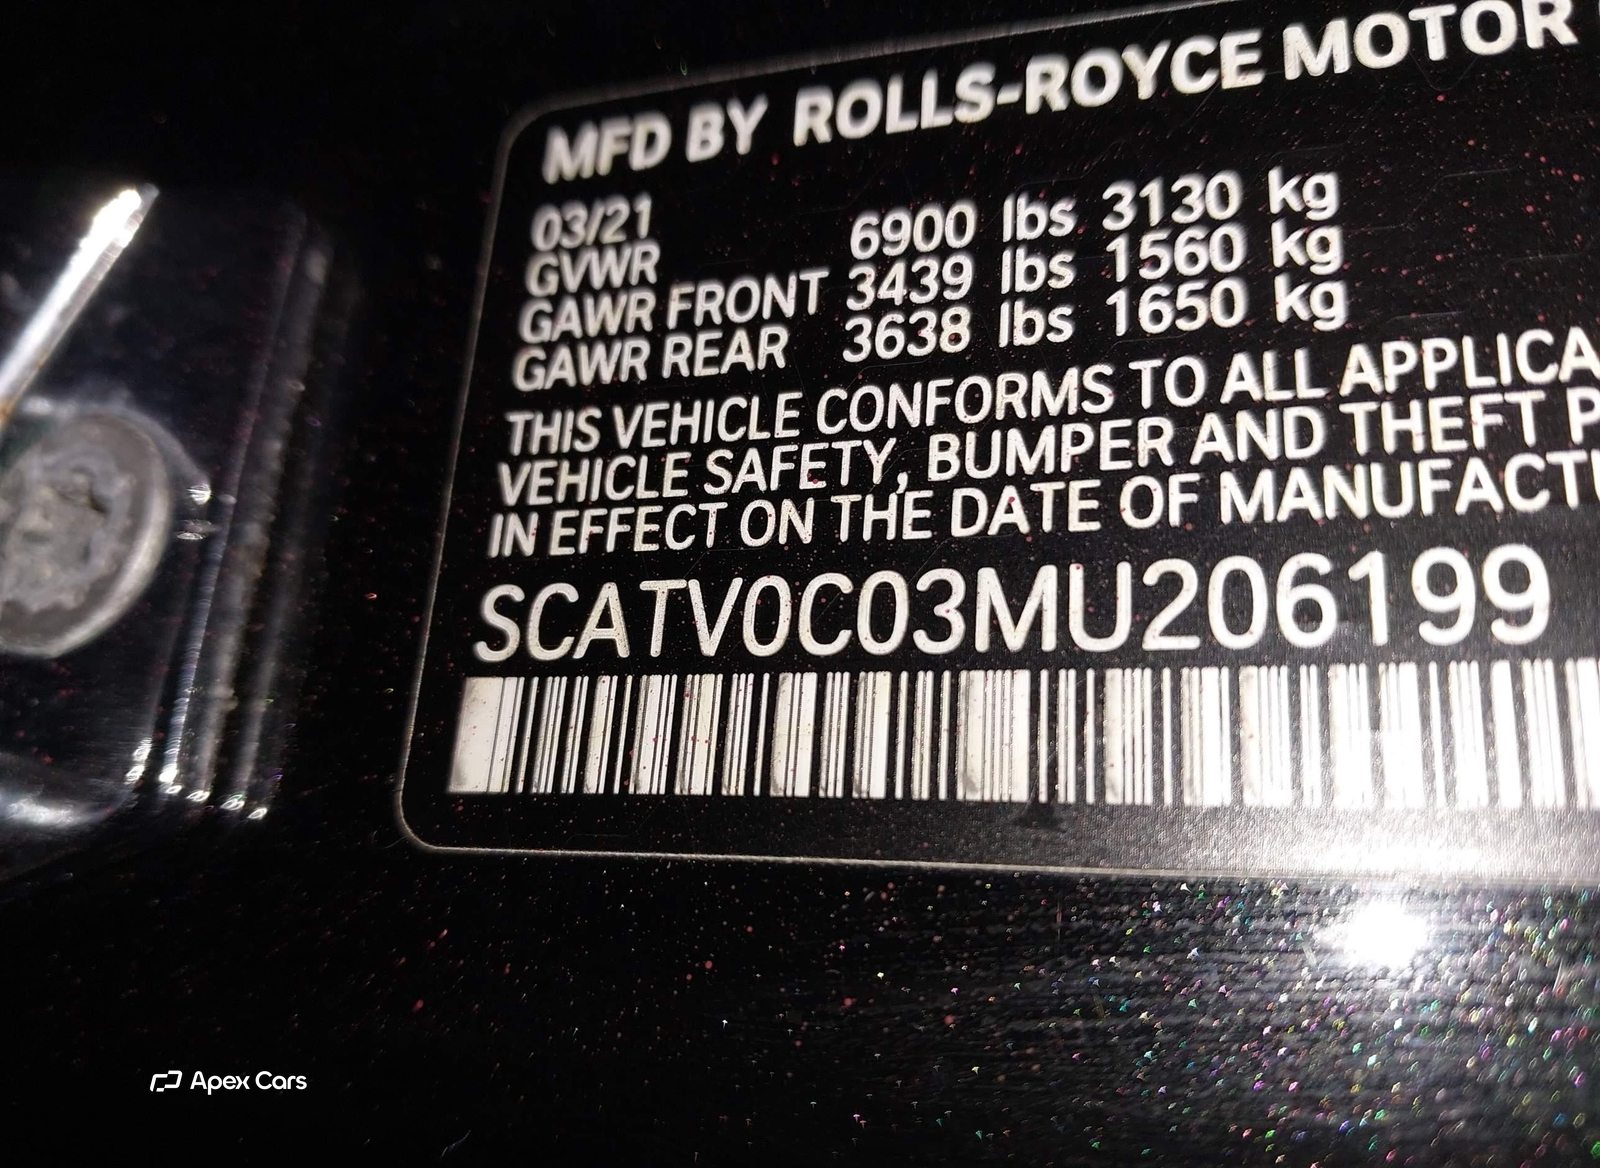 MFD BY ROLLS-ROYCE MOTOR
03/21
GVWR 6900 lbs 3130 kg
GAWR FRONT 3439 lbs 1560 kg
GAWR REAR 3638 lbs 1650 kg
THIS VEHICLE CONFORMS TO ALL APPLICA
VEHICLE SAFETY, BUMPER AND THEFT P
IN EFFECT ON THE DATE OF MANUFACTU
SCATV0C03MU206199
Apex Cars